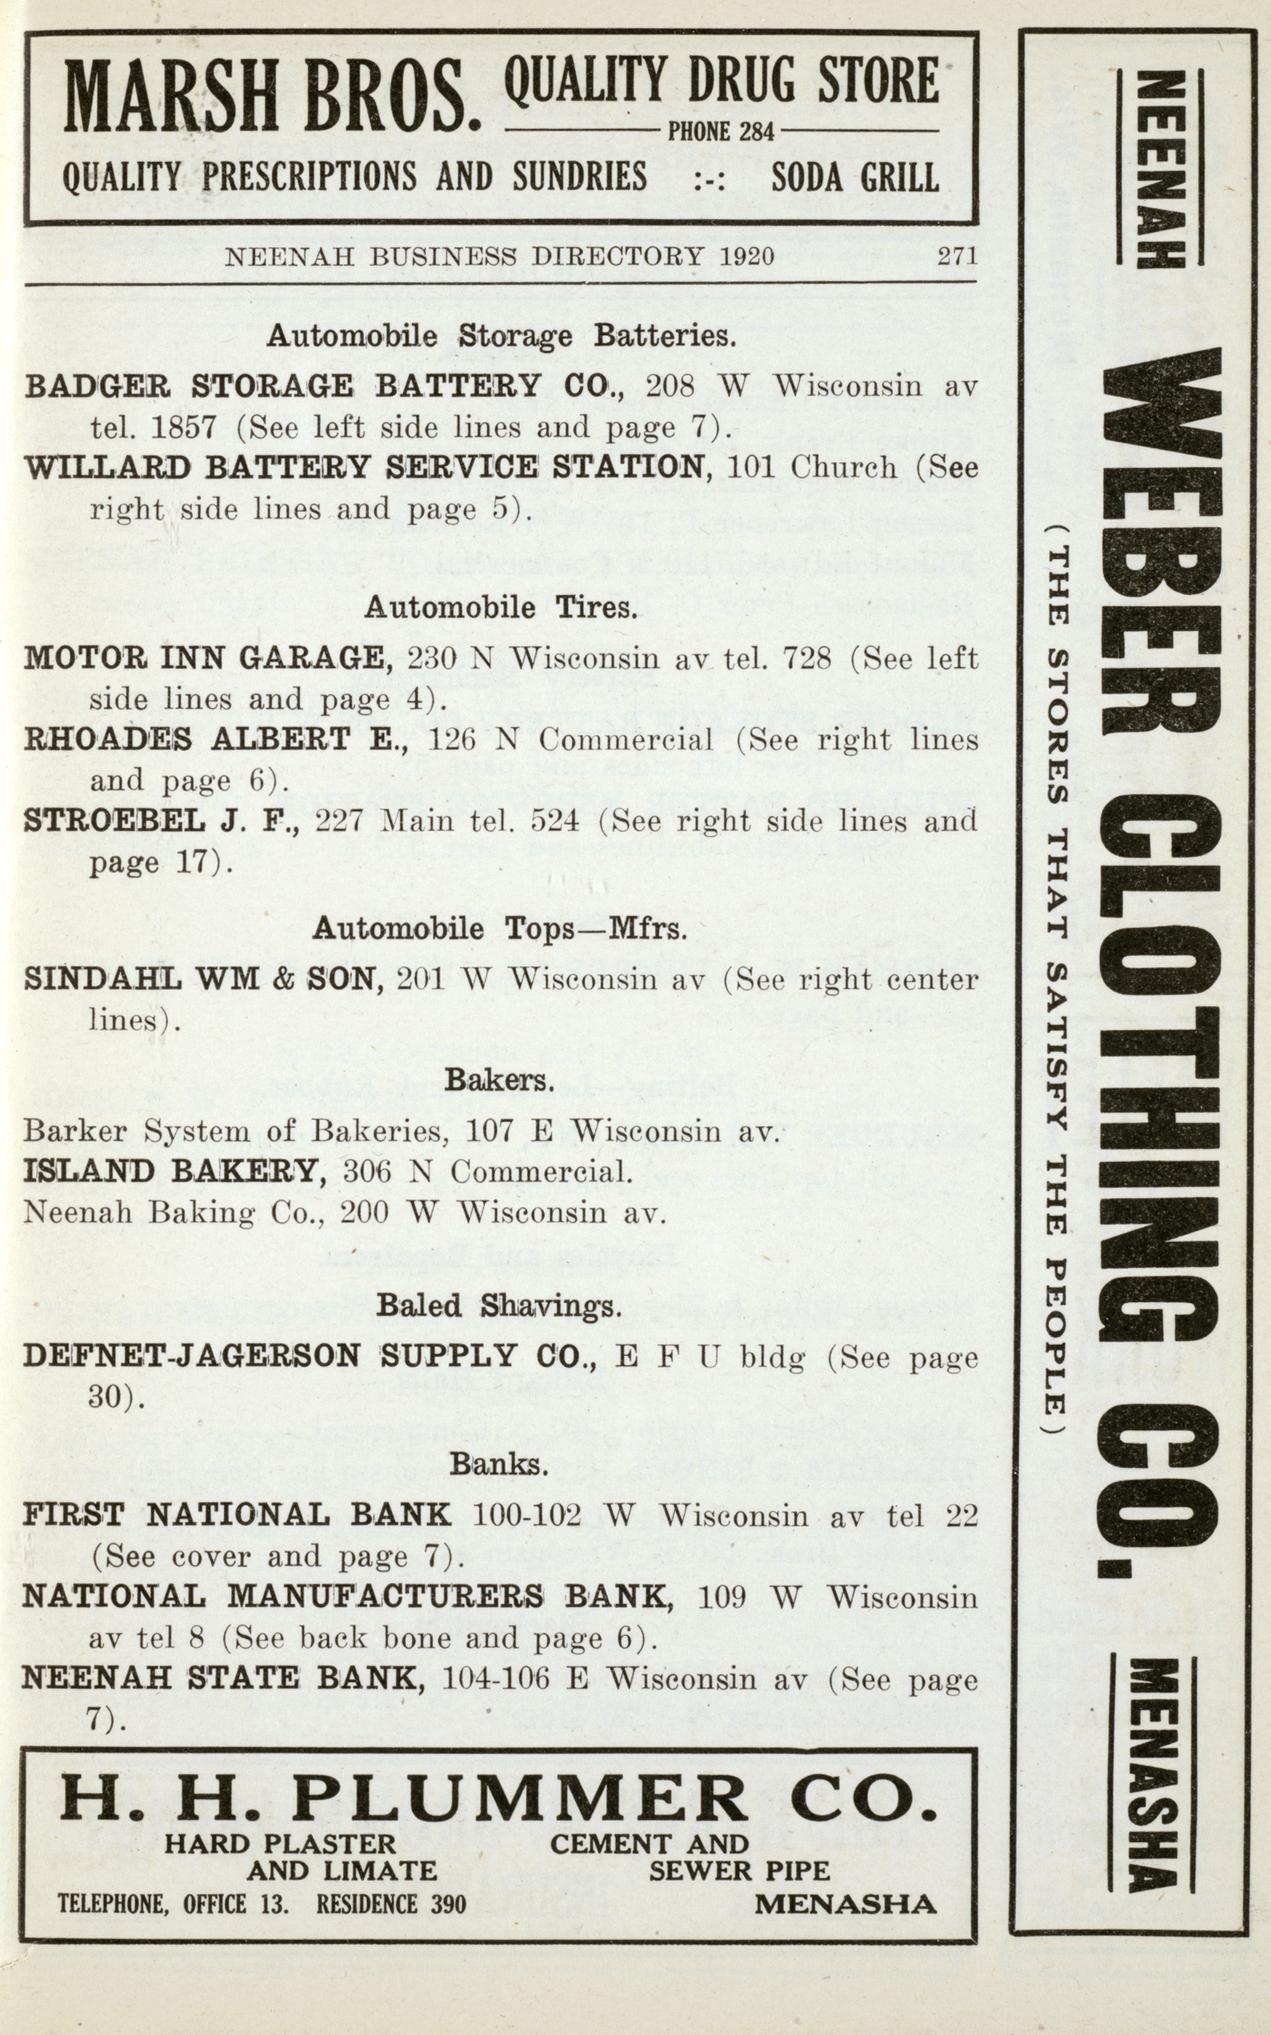 MARSH BROS. QUALITY DRUG STORE
PHONE 284
QUALITY PRESCRIPTIONS AND SUNDRIES :-: SODA GRILL
NEENAH BUSINESS DIRECTORY 1920 271
Automobile Storage Batteries.
BADGER STORAGE BATTERY CO., 208 W Wisconsin av
tel. 1857 (See left side lines and page 7).
WILLARD BATTERY SERVICE STATION, 101 Church (See
right side lines and page 5).
Automobile Tires.
MOTOR INN GARAGE, 230 N Wisconsin av tel. 728 (See left
side lines and page 4).
RHOADES ALBERT E., 126 N Commercial (See right lines
and page 6).
STROEBEL J. F., 227 Main tel. 524 (See right side lines and
page 17).
Automobile Tops—Mfrs.
SINDAHL WM & SON, 201 W Wisconsin av (See right center
lines).
Bakers.
Barker System of Bakeries, 107 E Wisconsin av.
ISLAND BAKERY, 306 N Commercial.
Neenah Baking Co., 200 W Wisconsin av.
Baled Shavings.
DEFNET-JAGERSON SUPPLY CO., E F U bldg (See page
30).
Banks.
FIRST NATIONAL BANK 100-102 W Wisconsin av tel 22
(See cover and page 7).
NATIONAL MANUFACTURERS BANK, 109 W Wisconsin
av tel 8 (See back bone and page 6).
NEENAH STATE BANK, 104-106 E Wisconsin av (See page
7).
H. H. PLUMMER CO.
HARD PLASTER CEMENT AND
AND LIMATE SEWER PIPE
TELEPHONE, OFFICE 13. RESIDENCE 390 MENASHA
NEENAH WEBER CLOTHING CO. MENASHA
(THE STORES THAT SATISFY THE PEOPLE)